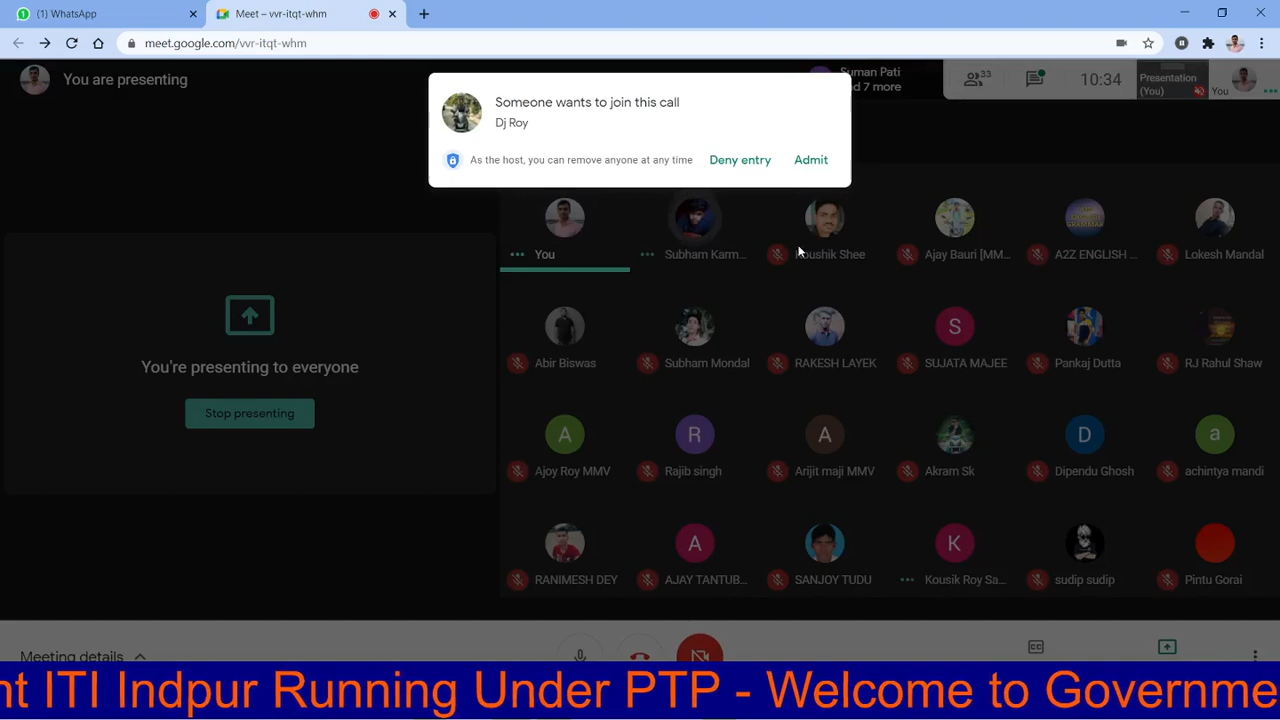 (1) WhatsApp
Meet – vvr-itqt-whm
meet.google.com/vvr-itqt-whm
You are presenting
Suman Pati
nd 7 more
33
10:34
Presentation
(You)
You
Someone wants to join this call
Dj Roy
As the host, you can remove anyone at any time
Deny entry
Admit
You
Subham Karm...
Koushik Shee
Ajay Bauri [MM...
A2Z ENGLISH ...
Lokesh Mandal
GRAMMAR
You're presenting to everyone
Stop presenting
S
Abir Biswas
Subham Mondal
RAKESH LAYEK
SUJATA MAJEE
Pankaj Dutta
RJ Rahul Shaw
A
R
A
D
a
Ajoy Roy MMV
Rajib singh
Arijit maji MMV
Akram Sk
Dipendu Ghosh
achintya mandi
A
K
RANIMESH DEY
AJAY TANTUB...
SANJOY TUDU
Kousik Roy Sa...
sudip sudip
Pintu Gorai
Meeting details
CC
nt ITI Indpur Running Under PTP - Welcome to Governme